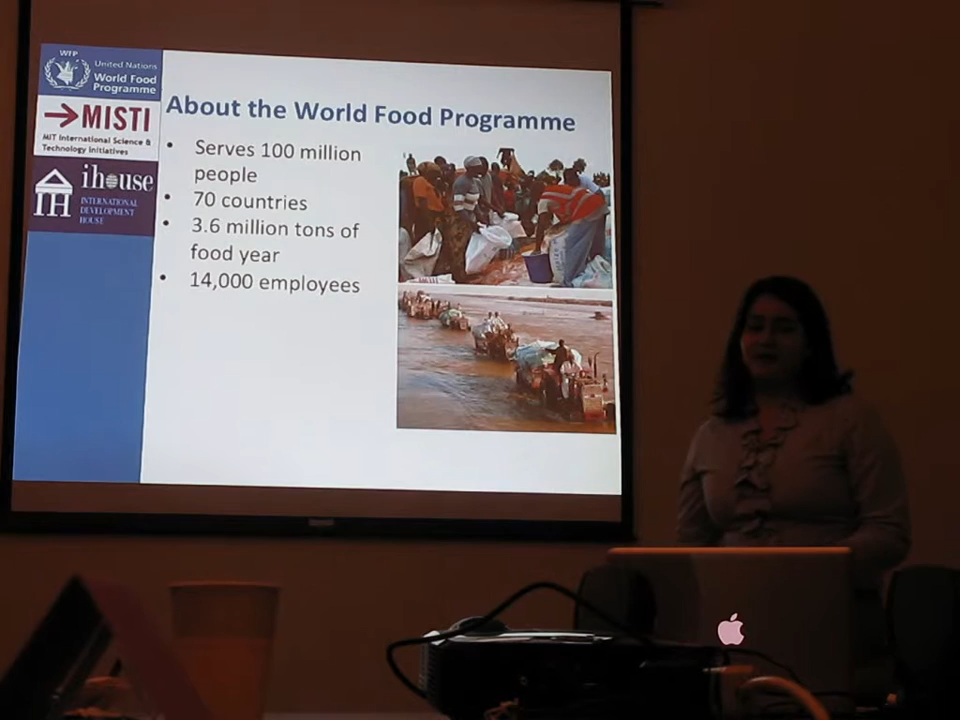 WFP
United Nations
World Food
Programme
MISTI
MIT International Science &
Technology Initiatives
ihouse
IH
INTERNATIONAL
DEVELOPMENT
HOUSE
About the World Food Programme
• Serves 100 million
people
• 70 countries
• 3.6 million tons of
food year
• 14,000 employees